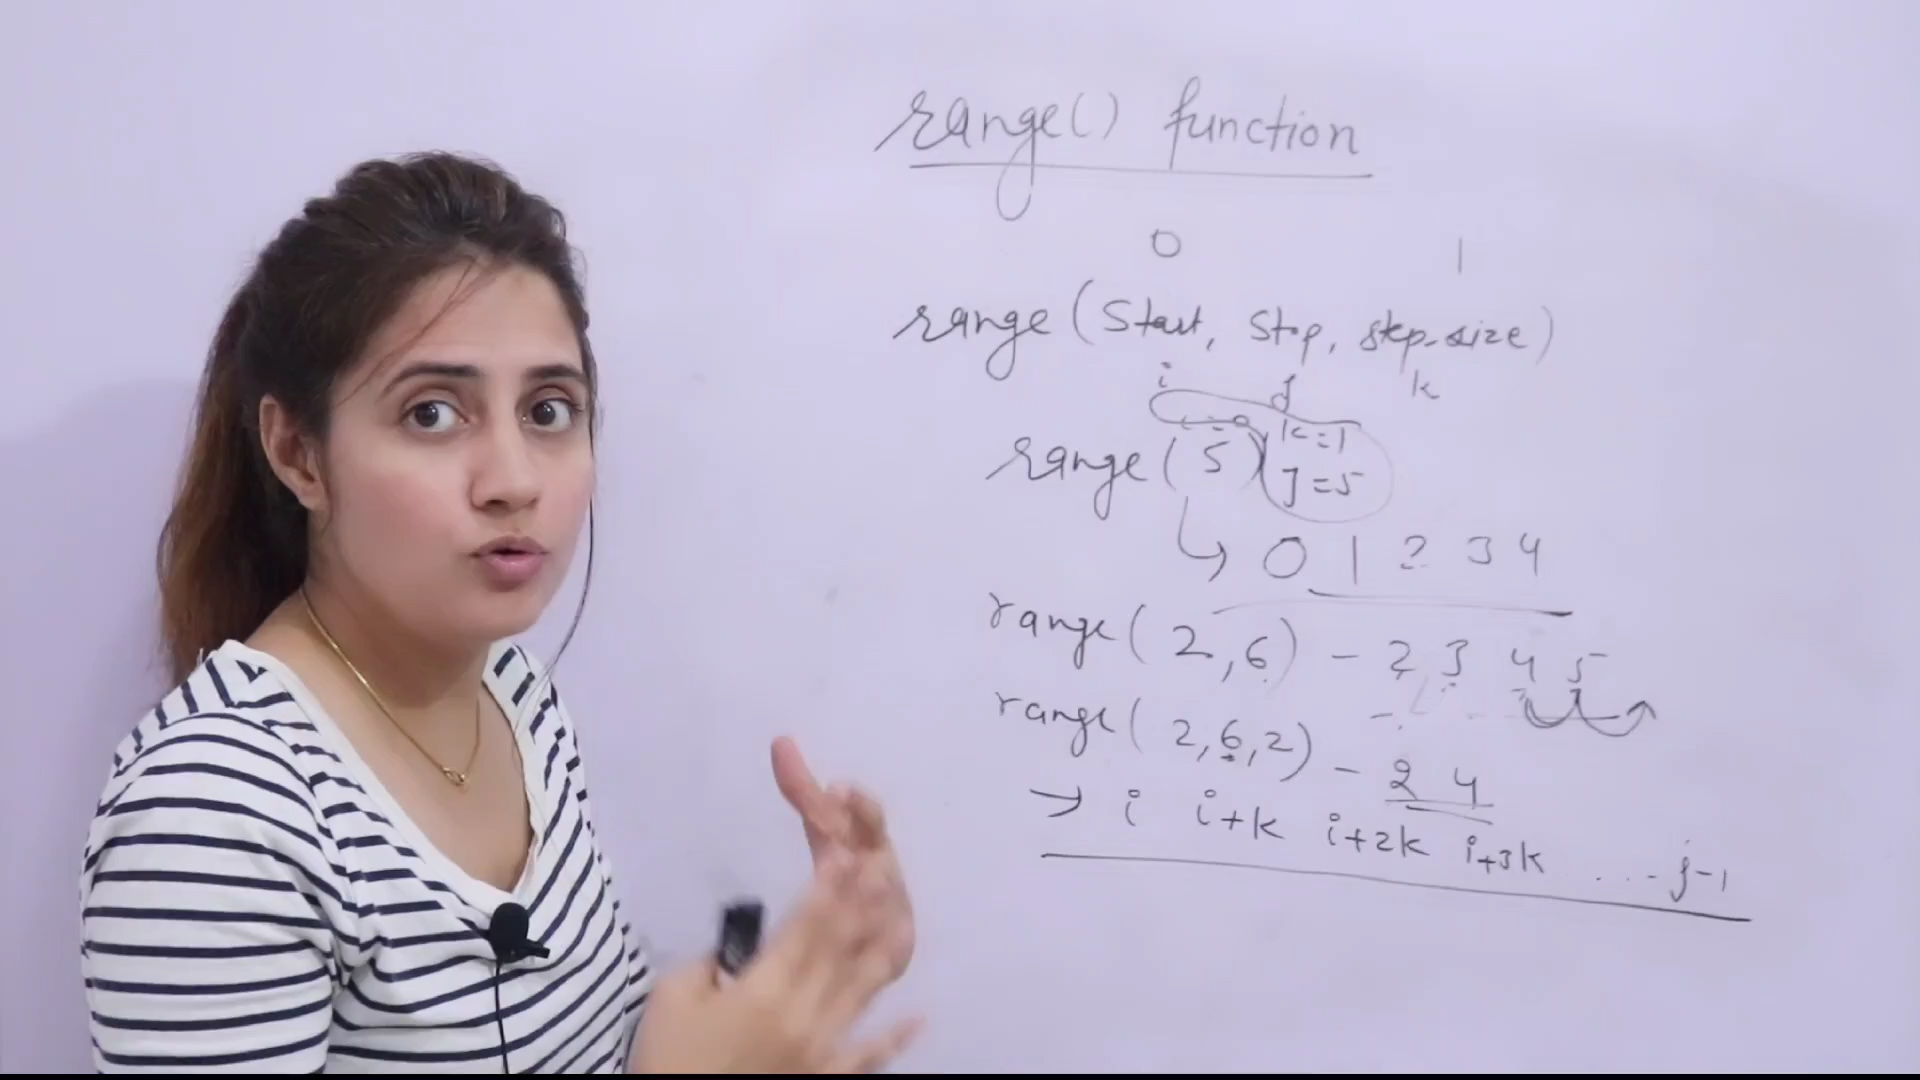 range() function
0 1
range (Start, Stop, step-size)
i j k
i=0 k=1
range( 5 ) J=5
0 1 2 3 4
range( 2,6) - 2 3 4 5
range( 2,6,2) - 2 4
→ i i+k i+2k i+3k ... j-1